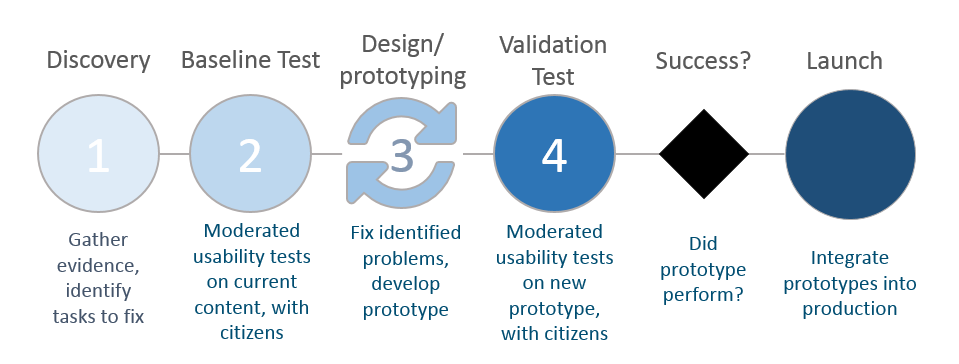 Discovery
Baseline Test
Design/
prototyping
Validation
Test
Success?
Launch
1
2
3
4
Gather
evidence,
identify
tasks to fix
Moderated
usability tests
on current
content, with
citizens
Fix identified
problems,
develop
prototype
Moderated
usability tests
on new
prototype,
with citizens
Did
prototype
perform?
Integrate
prototypes into
production